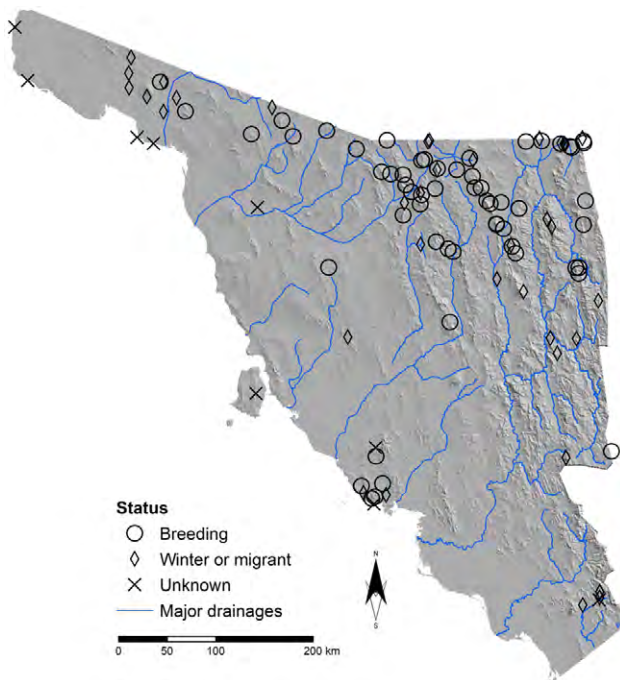 Status
Breeding
Winter or migrant
Unknown
Major drainages
N
S
0 50 100 200 km